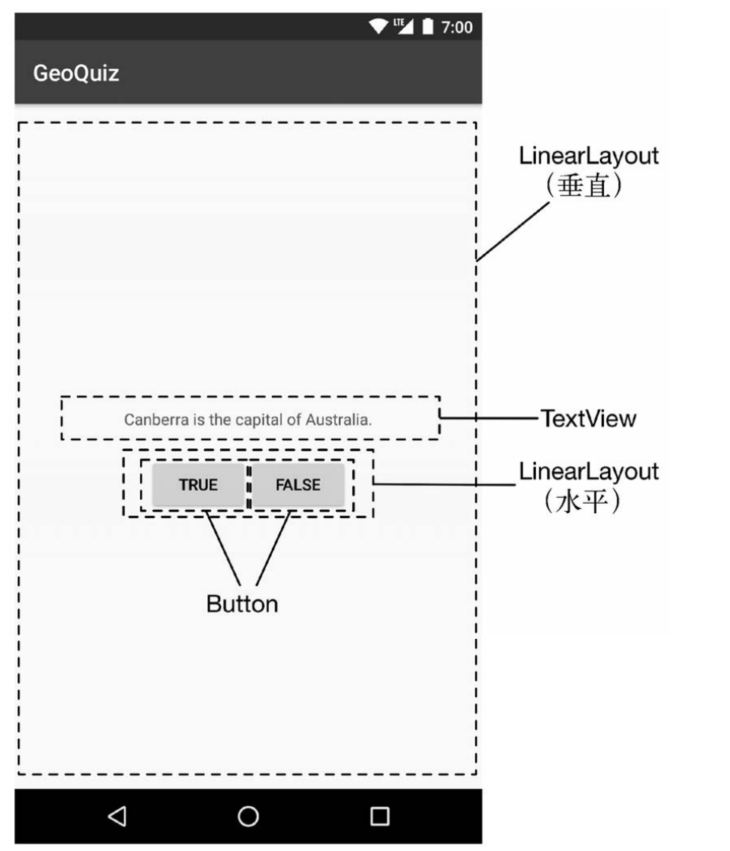 LTE 7:00
GeoQuiz
LinearLayout
（垂直）
Canberra is the capital of Australia.
TextView
LinearLayout
（水平）
TRUE FALSE
Button